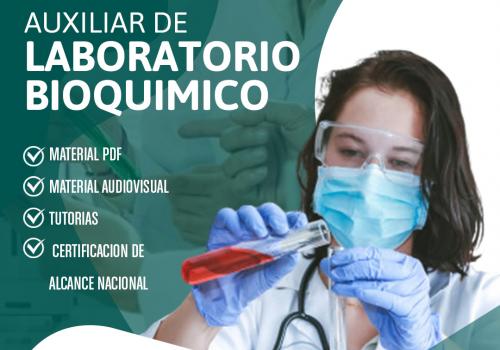 AUXILIAR DE
LABORATORIO
BIOQUIMICO
MATERIAL PDF
MATERIAL AUDIOVISUAL
TUTORIAS
CERTIFICACION DE
ALCANCE NACIONAL